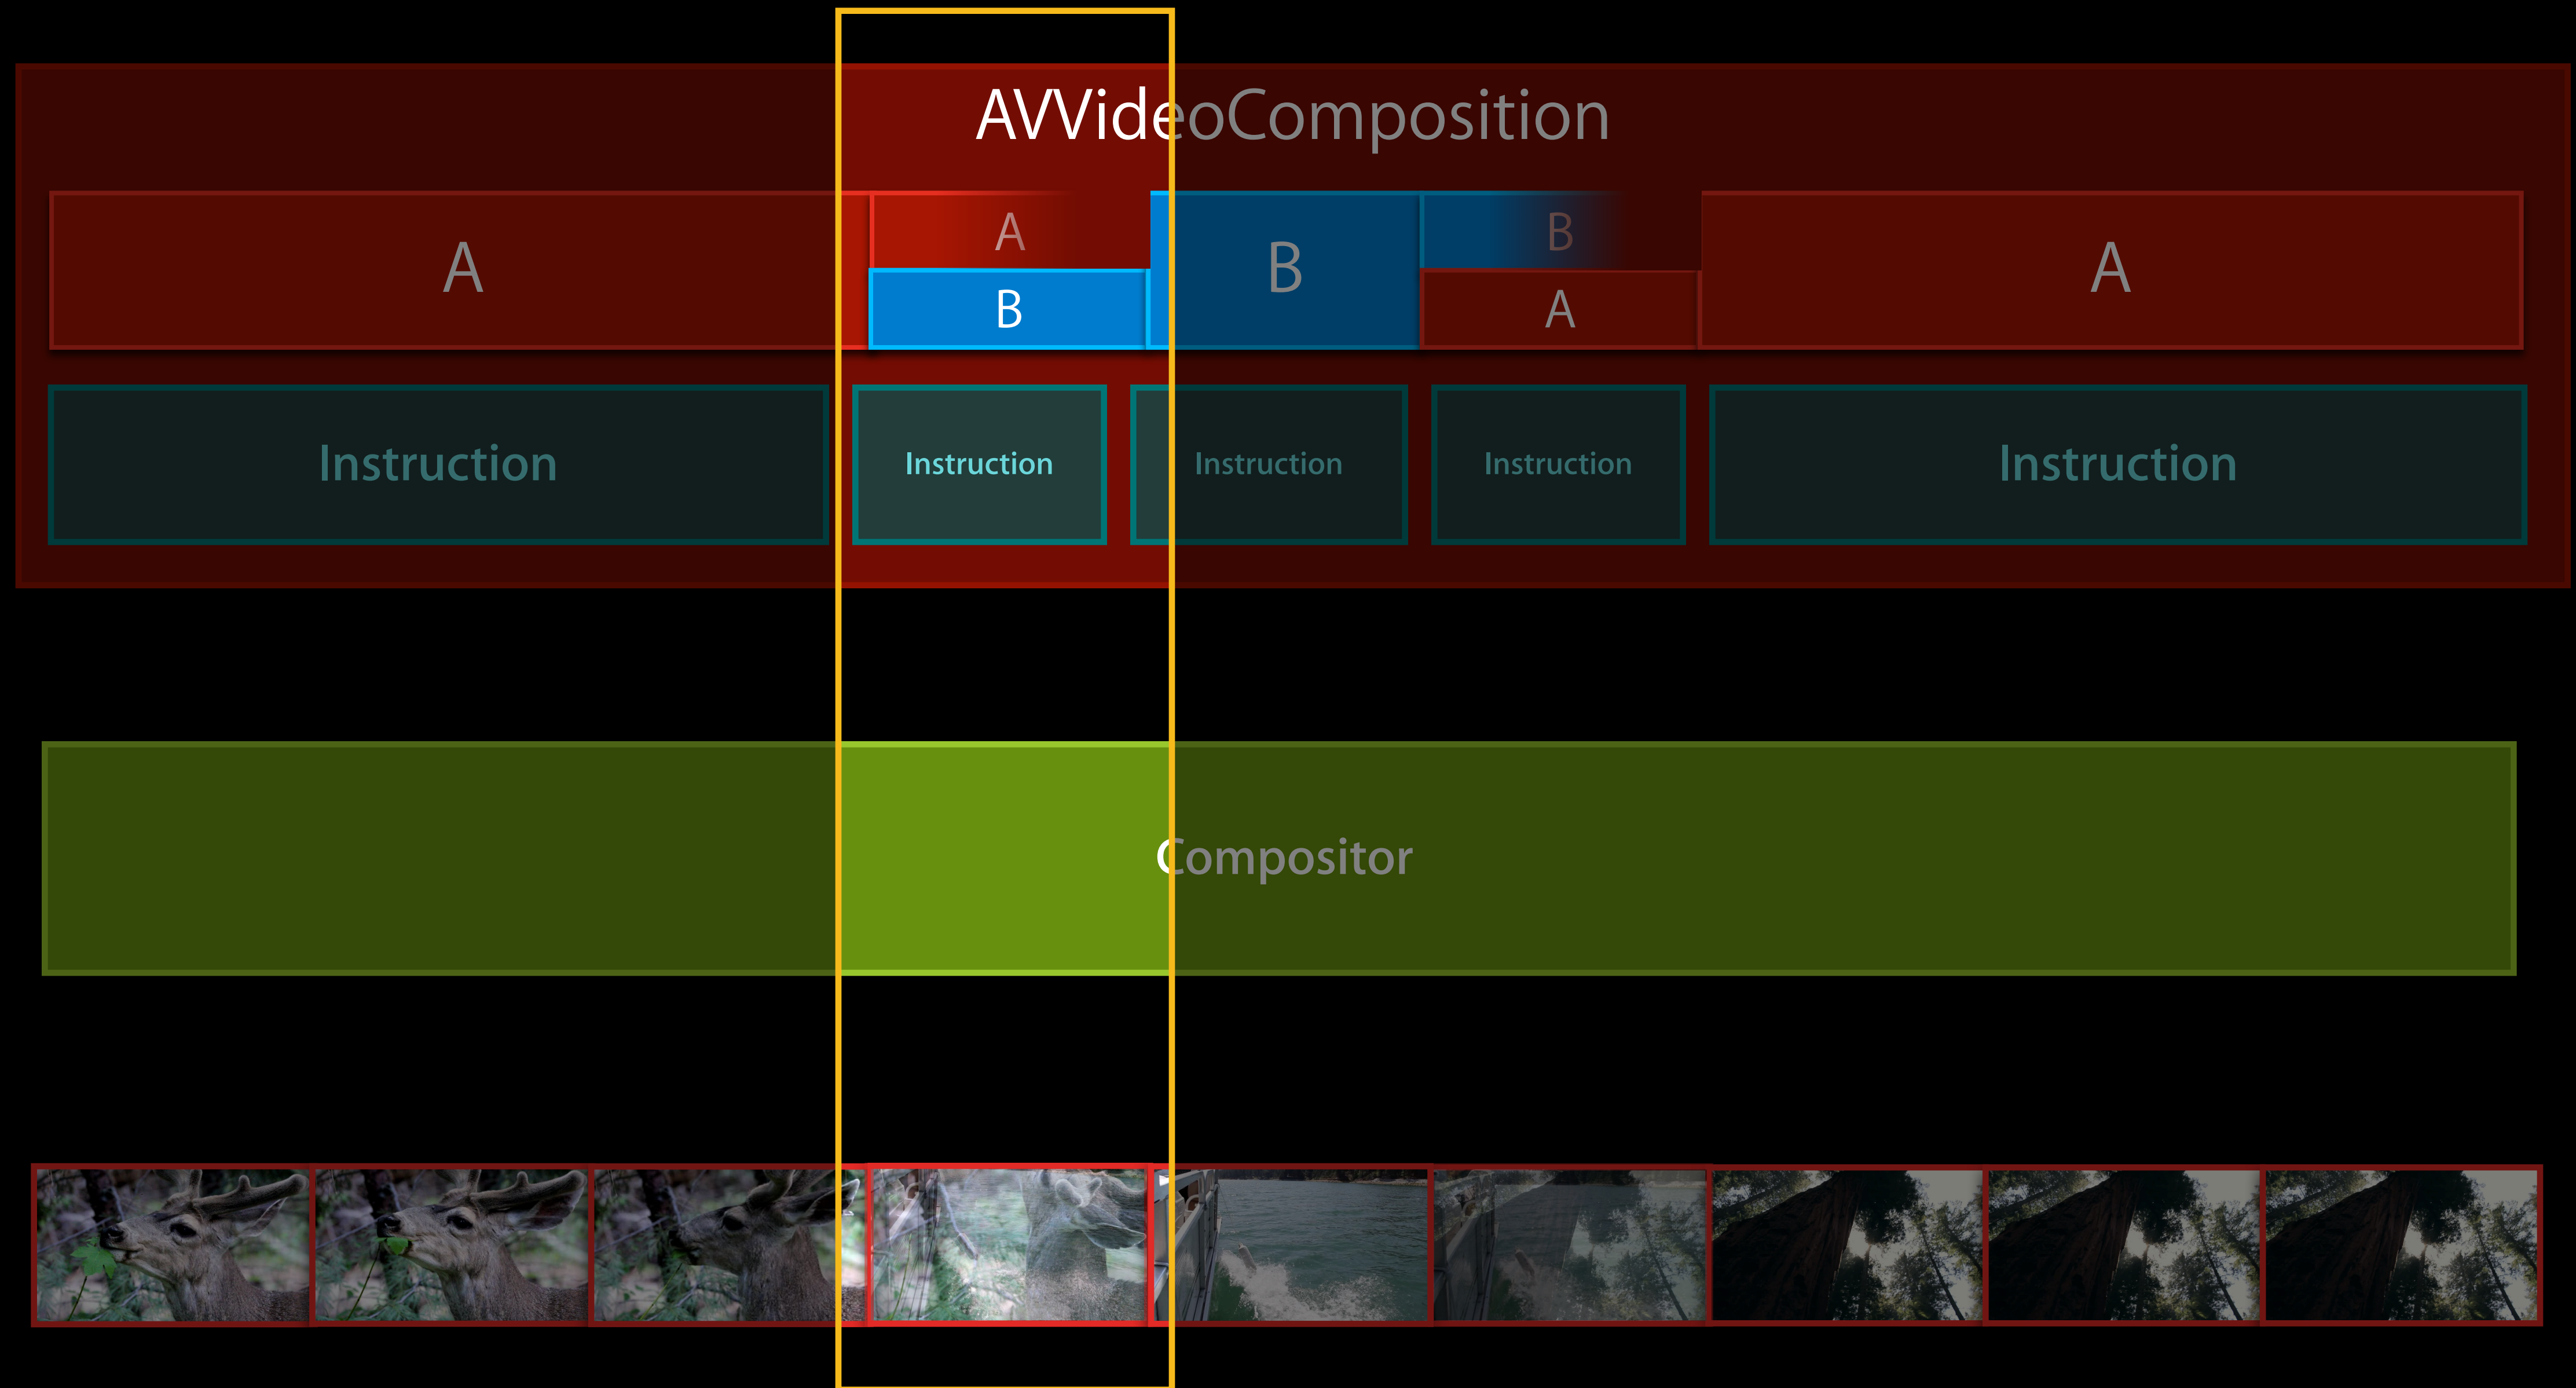 AVVideoComposition
A
A
B
B
B
A
A
Instruction
Instruction
Instruction
Instruction
Instruction
Compositor